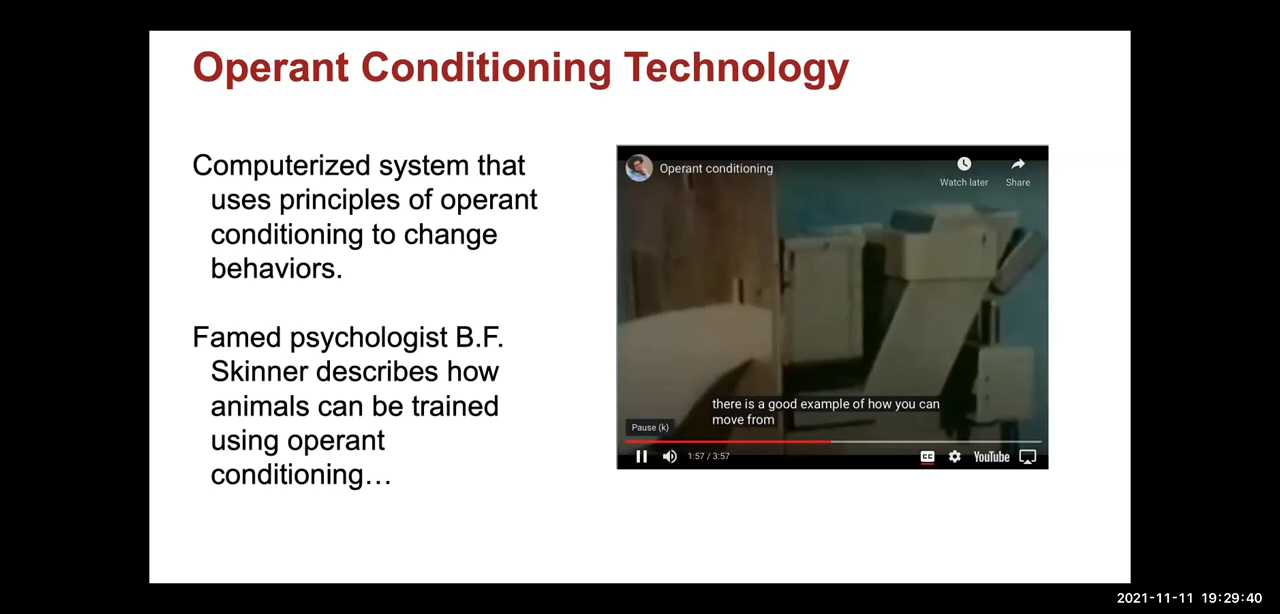 Operant Conditioning Technology
Computerized system that
uses principles of operant
conditioning to change
behaviors.
Famed psychologist B.F.
Skinner describes how
animals can be trained
using operant
conditioning…
Operant conditioning
Watch later
Share
there is a good example of how you can
move from
Pause (k)
1:57 / 3:57
CC
YouTube
2021-11-11 19:29:40